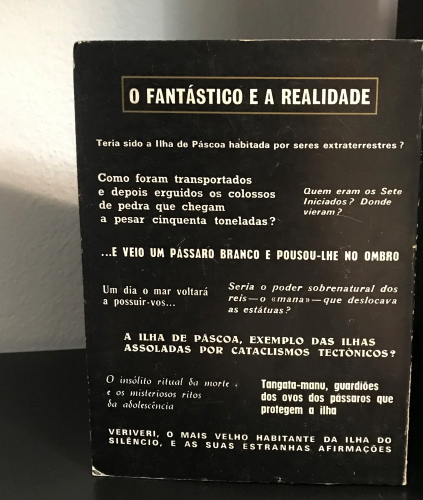 O FANTÁSTICO E A REALIDADE
Teria sido a Ilha de Páscoa habitada por seres extraterrestres?
Como foram transportados
e depois erguidos os colossos
de pedra que chegam
a pesar cinquenta toneladas?
Quem eram os Sete
Iniciados? Donde
vieram?
...E VEIO UM PÁSSARO BRANCO E POUSOU-LHE NO OMBRO
Um dia o mar voltará
a possuir-vos...
Seria o poder sobrenatural dos
reis — o «mana» — que deslocava
as estátuas?
A ILHA DE PÁSCOA, EXEMPLO DAS ILHAS
ASSOLADAS POR CATACLISMOS TECTÓNICOS?
O insólito ritual da morte
e os misteriosos ritos
da adolescência
Tangata-manu, guardiões
dos ovos dos pássaros que
protegem a ilha
VERIVERI, O MAIS VELHO HABITANTE DA ILHA DO
SILÊNCIO, E AS SUAS ESTRANHAS AFIRMAÇÕES